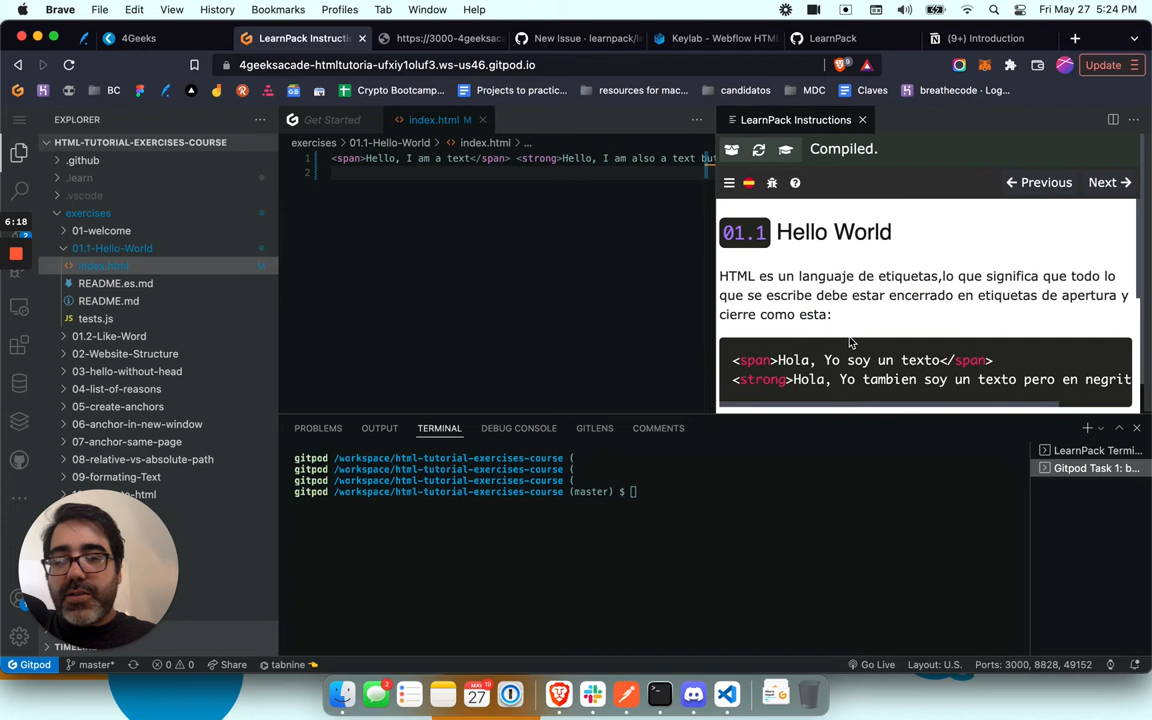 Brave File Edit View History Bookmarks Profiles Tab Window Help Fri May 27 5:24 PM
4Geeks LearnPack Instructi https://3000-4geeksac New Issue · learnpack/l Keylab - Webflow HTM LearnPack (9+) Introduction
4geeksacade-htmltutoria-ufxiy1oluf3.ws-us46.gitpod.io Update
BC Crypto Bootcamp... Projects to practic... resources for mac... candidatos MDC Claves breathecode · Log...
EXPLORER
Get Started index.html M
LearnPack Instructions
HTML-TUTORIAL-EXERCISES-COURSE
exercises > 01.1-Hello-World > index.html > ...
Compiled.
.github
.learn
.vscode
exercises
01-welcome
01.1-Hello-World
index.html M
README.es.md
README.md
tests.js
01.2-Like-Word
02-Website-Structure
03-hello-without-head
04-list-of-reasons
05-create-anchors
06-anchor-in-new-window
07-anchor-same-page
08-relative-vs-absolute-path
09-formating-Text
-html
TIMELINE
6:18
1 <span>Hello, I am a text</span> <strong>Hello, I am also a text but
2
Previous Next
01.1 Hello World
HTML es un languaje de etiquetas,lo que significa que todo lo
que se escribe debe estar encerrado en etiquetas de apertura y
cierre como esta:
<span>Hola, Yo soy un texto</span>
<strong>Hola, Yo tambien soy un texto pero en negrit
PROBLEMS OUTPUT TERMINAL DEBUG CONSOLE GITLENS COMMENTS
gitpod /workspace/html-tutorial-exercises-course (
gitpod /workspace/html-tutorial-exercises-course (
gitpod /workspace/html-tutorial-exercises-course (
gitpod /workspace/html-tutorial-exercises-course (master) $
LearnPack Termi...
Gitpod Task 1: b...
Gitpod master* 0 0 Share tabnine Go Live Layout: U.S. Ports: 3000, 8828, 49152
2
MAY
27